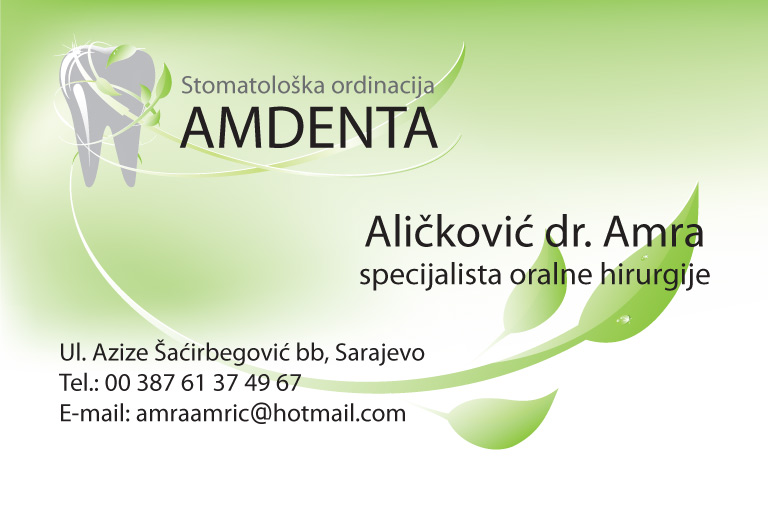 Stomatološka ordinacija
AMDENTA
Aličković dr. Amra
specijalista oralne hirurgije
Ul. Azize Šaćirbegović bb, Sarajevo
Tel.: 00 387 61 37 49 67
E-mail: amraamric@hotmail.com